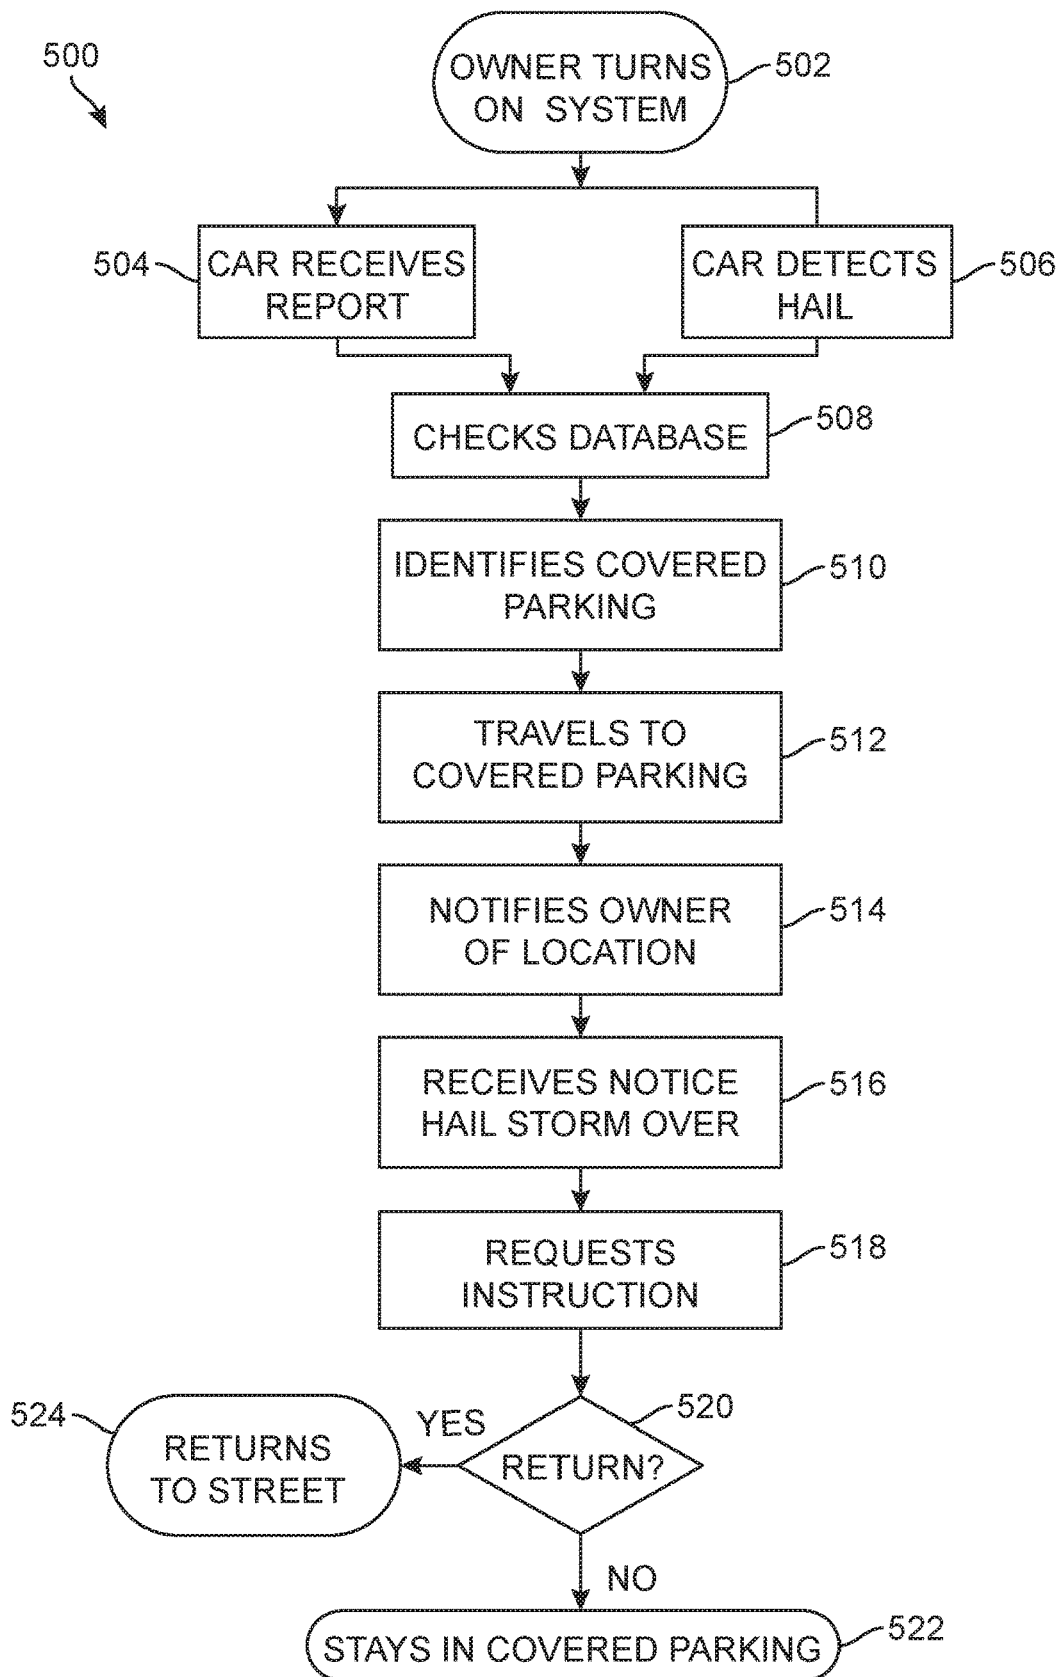 500
OWNER TURNS
ON SYSTEM
502
504
CAR RECEIVES
REPORT
CAR DETECTS
HAIL
506
CHECKS DATABASE
508
IDENTIFIES COVERED
PARKING
510
TRAVELS TO
COVERED PARKING
512
NOTIFIES OWNER
OF LOCATION
514
RECEIVES NOTICE
HAIL STORM OVER
516
REQUESTS
INSTRUCTION
518
524
RETURNS
TO STREET
YES
RETURN?
520
NO
STAYS IN COVERED PARKING
522